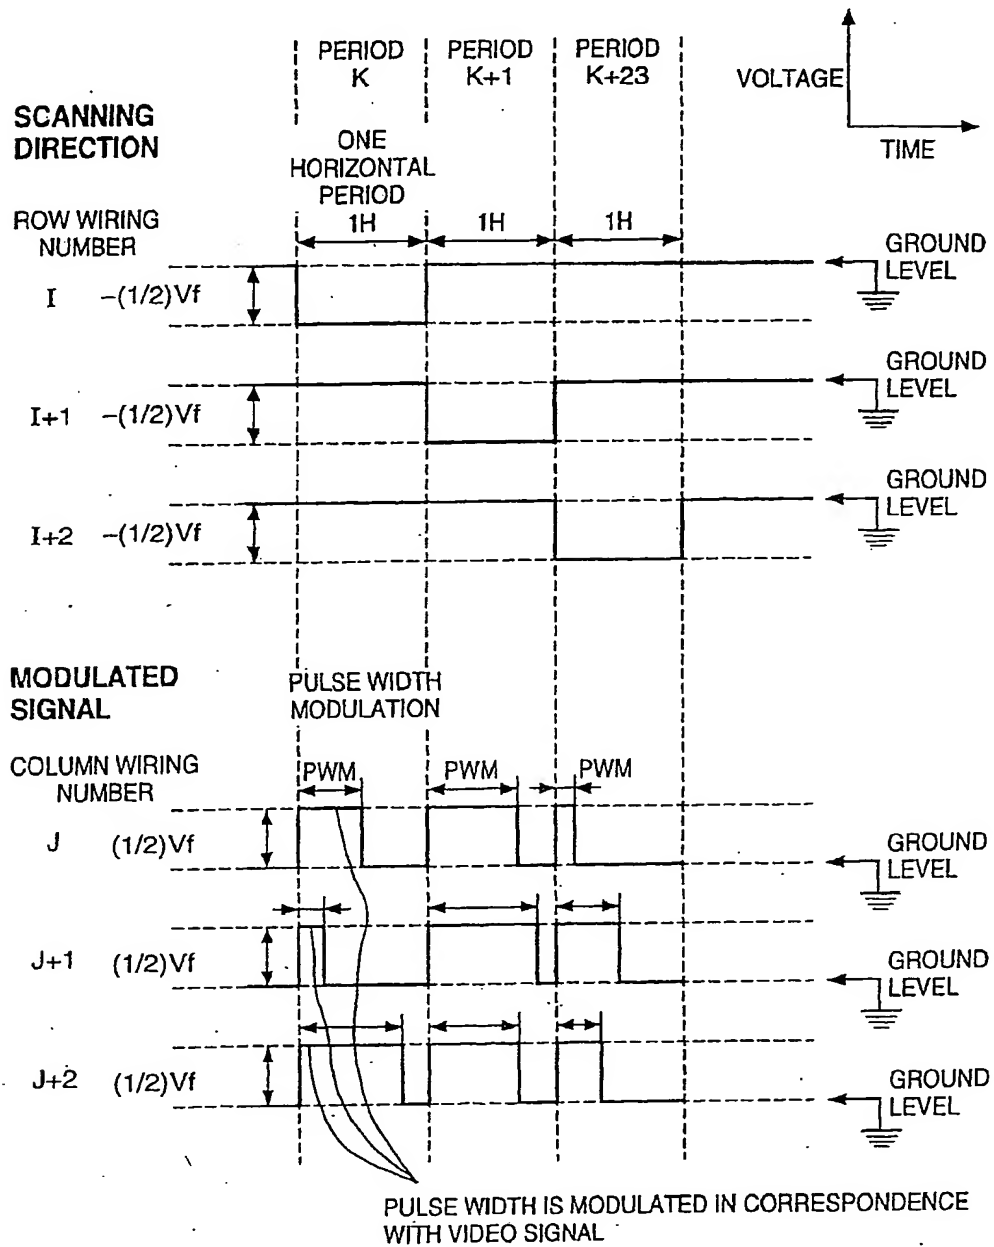 PERIOD
K
PERIOD
K+1
PERIOD
K+23
VOLTAGE
TIME
SCANNING
DIRECTION
ONE
HORIZONTAL
PERIOD
ROW WIRING
NUMBER
1H
1H
1H
I
-(1/2)Vf
GROUND
LEVEL
I+1
-(1/2)Vf
GROUND
LEVEL
I+2
-(1/2)Vf
GROUND
LEVEL
MODULATED
SIGNAL
PULSE WIDTH
MODULATION
COLUMN WIRING
NUMBER
PWM
PWM
PWM
J
(1/2)Vf
GROUND
LEVEL
J+1
(1/2)Vf
GROUND
LEVEL
J+2
(1/2)Vf
GROUND
LEVEL
PULSE WIDTH IS MODULATED IN CORRESPONDENCE
WITH VIDEO SIGNAL